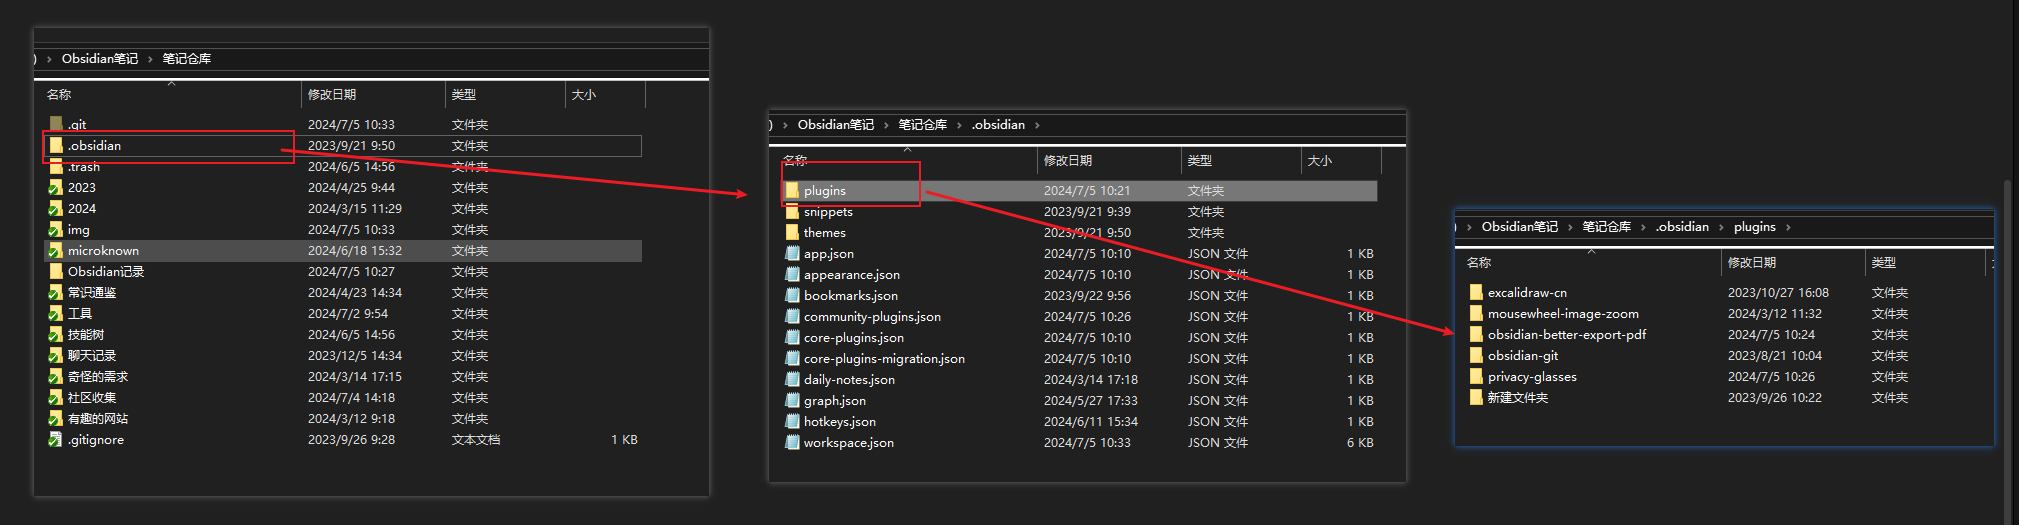 ) › Obsidian笔记 › 笔记仓库
名称 修改日期 类型 大小
.git 2024/7/5 10:33 文件夹
.obsidian 2023/9/21 9:50 文件夹
.trash 2024/6/5 14:56 文件夹
2023 2024/4/25 9:44 文件夹
2024 2024/3/15 11:29 文件夹
img 2024/7/5 10:33 文件夹
microknown 2024/6/18 15:32 文件夹
Obsidian记录 2024/7/5 10:27 文件夹
常识通鉴 2024/4/23 14:34 文件夹
工具 2024/7/2 9:54 文件夹
技能树 2024/6/5 14:56 文件夹
聊天记录 2023/12/5 14:34 文件夹
奇怪的需求 2024/3/14 17:15 文件夹
社区收集 2024/7/4 14:18 文件夹
有趣的网站 2024/3/12 9:18 文件夹
.gitignore 2023/9/26 9:28 文本文档 1 KB
) › Obsidian笔记 › 笔记仓库 › .obsidian ›
名称 修改日期 类型 大小
plugins 2024/7/5 10:21 文件夹
snippets 2023/9/21 9:39 文件夹
themes 2023/9/21 9:50 文件夹
app.json 2024/7/5 10:10 JSON 文件 1 KB
appearance.json 2024/7/5 10:10 JSON 文件 1 KB
bookmarks.json 2023/9/22 9:56 JSON 文件 1 KB
community-plugins.json 2024/7/5 10:26 JSON 文件 1 KB
core-plugins.json 2024/7/5 10:10 JSON 文件 1 KB
core-plugins-migration.json 2024/7/5 10:10 JSON 文件 1 KB
daily-notes.json 2024/3/14 17:18 JSON 文件 1 KB
graph.json 2024/5/27 17:33 JSON 文件 1 KB
hotkeys.json 2024/6/11 15:34 JSON 文件 1 KB
workspace.json 2024/7/5 10:33 JSON 文件 6 KB
) › Obsidian笔记 › 笔记仓库 › .obsidian › plugins ›
名称 修改日期 类型
excalidraw-cn 2023/10/27 16:08 文件夹
mousewheel-image-zoom 2024/3/12 11:32 文件夹
obsidian-better-export-pdf 2024/7/5 10:24 文件夹
obsidian-git 2023/8/21 10:04 文件夹
privacy-glasses 2024/7/5 10:26 文件夹
新建文件夹 2023/9/26 10:22 文件夹